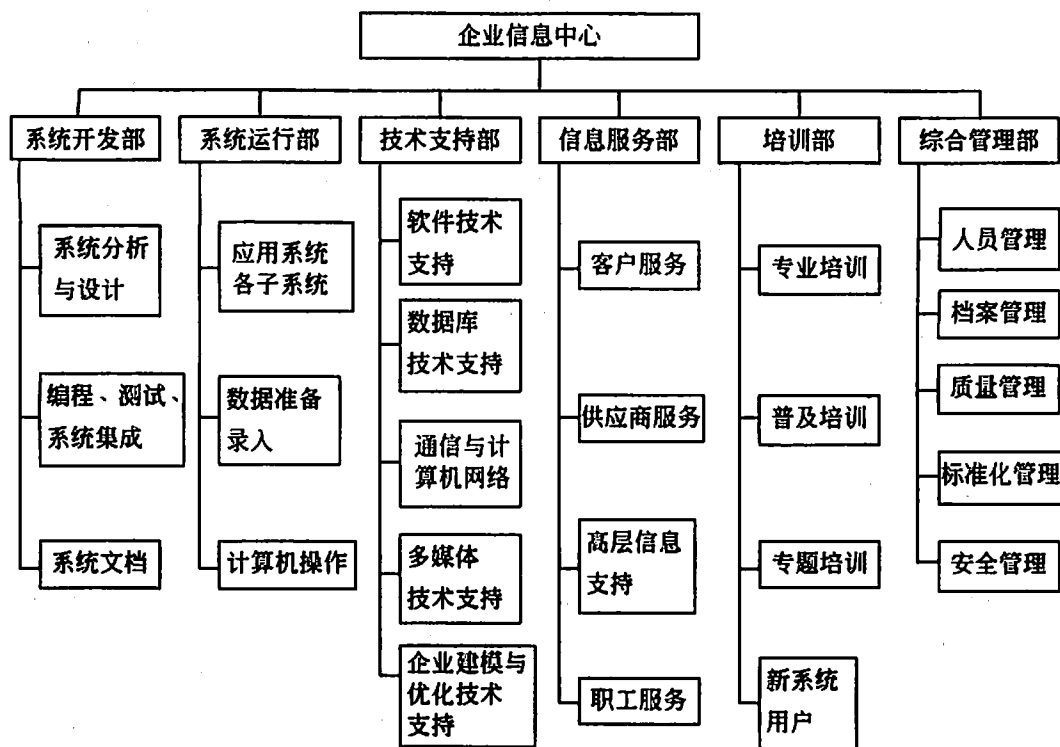 企业信息中心
系统开发部
系统运行部
技术支持部
信息服务部
培训部
综合管理部
系统分析
与设计
编程、测试、
系统集成
系统文档
应用系统
各子系统
数据准备
录入
计算机操作
软件技术
支持
数据库
技术支持
通信与计
算机网络
多媒体
技术支持
企业建模与
优化技术
支持
客户服务
供应商服务
高层信息
支持
职工服务
专业培训
普及培训
专题培训
新系统
用户
人员管理
档案管理
质量管理
标准化管理
安全管理